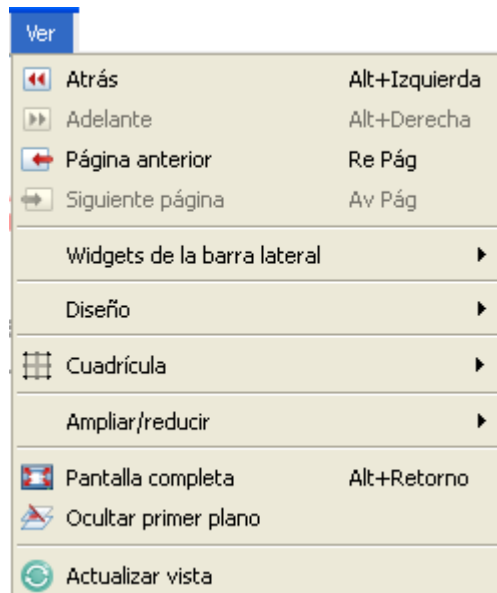 Ver
Atrás Alt+Izquierda
Adelante Alt+Derecha
Página anterior Re Pág
Siguiente página Av Pág
Widgets de la barra lateral
Diseño
Cuadrícula
Ampliar/reducir
Pantalla completa Alt+Retorno
Ocultar primer plano
Actualizar vista